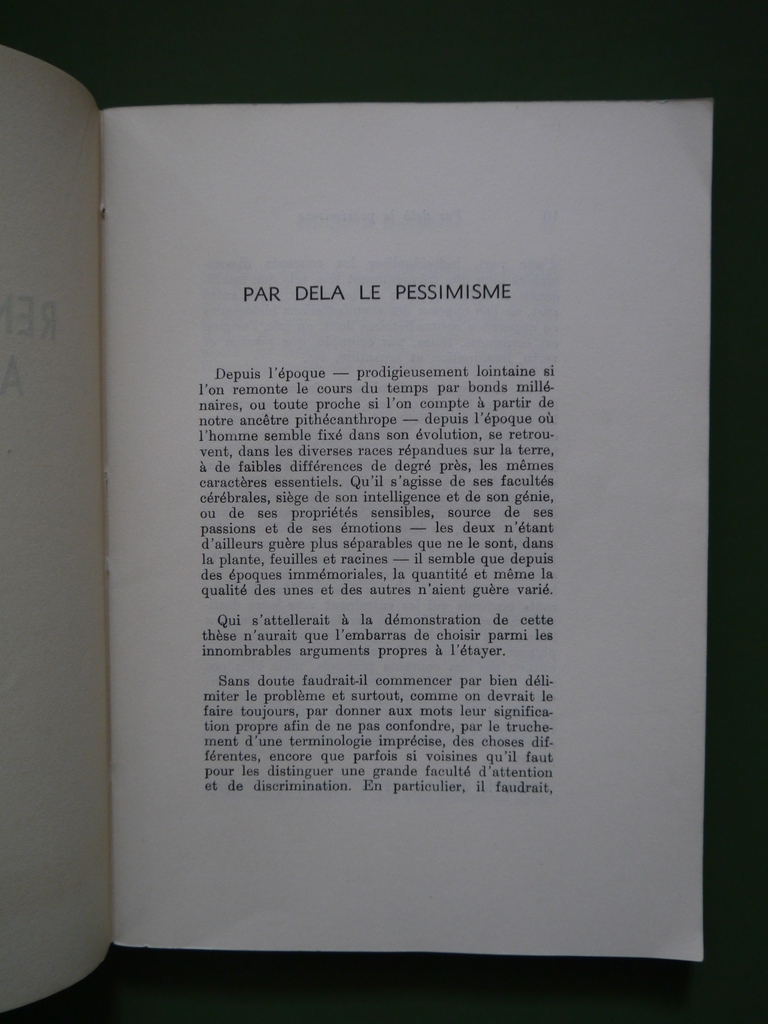 PAR DELA LE PESSIMISME
Depuis l'époque — prodigieusement lointaine si
l'on remonte le cours du temps par bonds millé-
naires, ou toute proche si l'on compte à partir de
notre ancêtre pithécanthrope — depuis l'époque où
l'homme semble fixé dans son évolution, se retrou-
vent, dans les diverses races répandues sur la terre,
à de faibles différences de degré près, les mêmes
caractères essentiels. Qu'il s'agisse de ses facultés
cérébrales, siège de son intelligence et de son génie,
ou de ses propriétés sensibles, source de ses
passions et de ses émotions — les deux n'étant
d'ailleurs guère plus séparables que ne le sont, dans
la plante, feuilles et racines — il semble que depuis
des époques immémoriales, la quantité et même la
qualité des unes et des autres n'aient guère varié.
Qui s'attellerait à la démonstration de cette
thèse n'aurait que l'embarras de choisir parmi les
innombrables arguments propres à l'étayer.
Sans doute faudrait-il commencer par bien déli-
miter le problème et surtout, comme on devrait le
faire toujours, par donner aux mots leur significa-
tion propre afin de ne pas confondre, par le truche-
ment d'une terminologie imprécise, des choses dif-
férentes, encore que parfois si voisines qu'il faut
pour les distinguer une grande faculté d'attention
et de discrimination. En particulier, il faudrait,